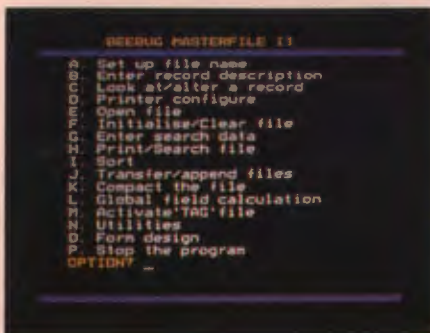 BEEBUG MASTERFILE II
A. Set up file name
B. Enter record description
C. Look at/alter a record
D. Printer configure
E. Open file
F. Initialise/Clear file
G. Enter search data
H. Print/Search file
I. Sort
J. Transfer/append files
K. Compact the file
L. Global field calculation
M. Activate'TAG'file
N. Utilities
O. Form design
P. Stop the program
OPTION? _